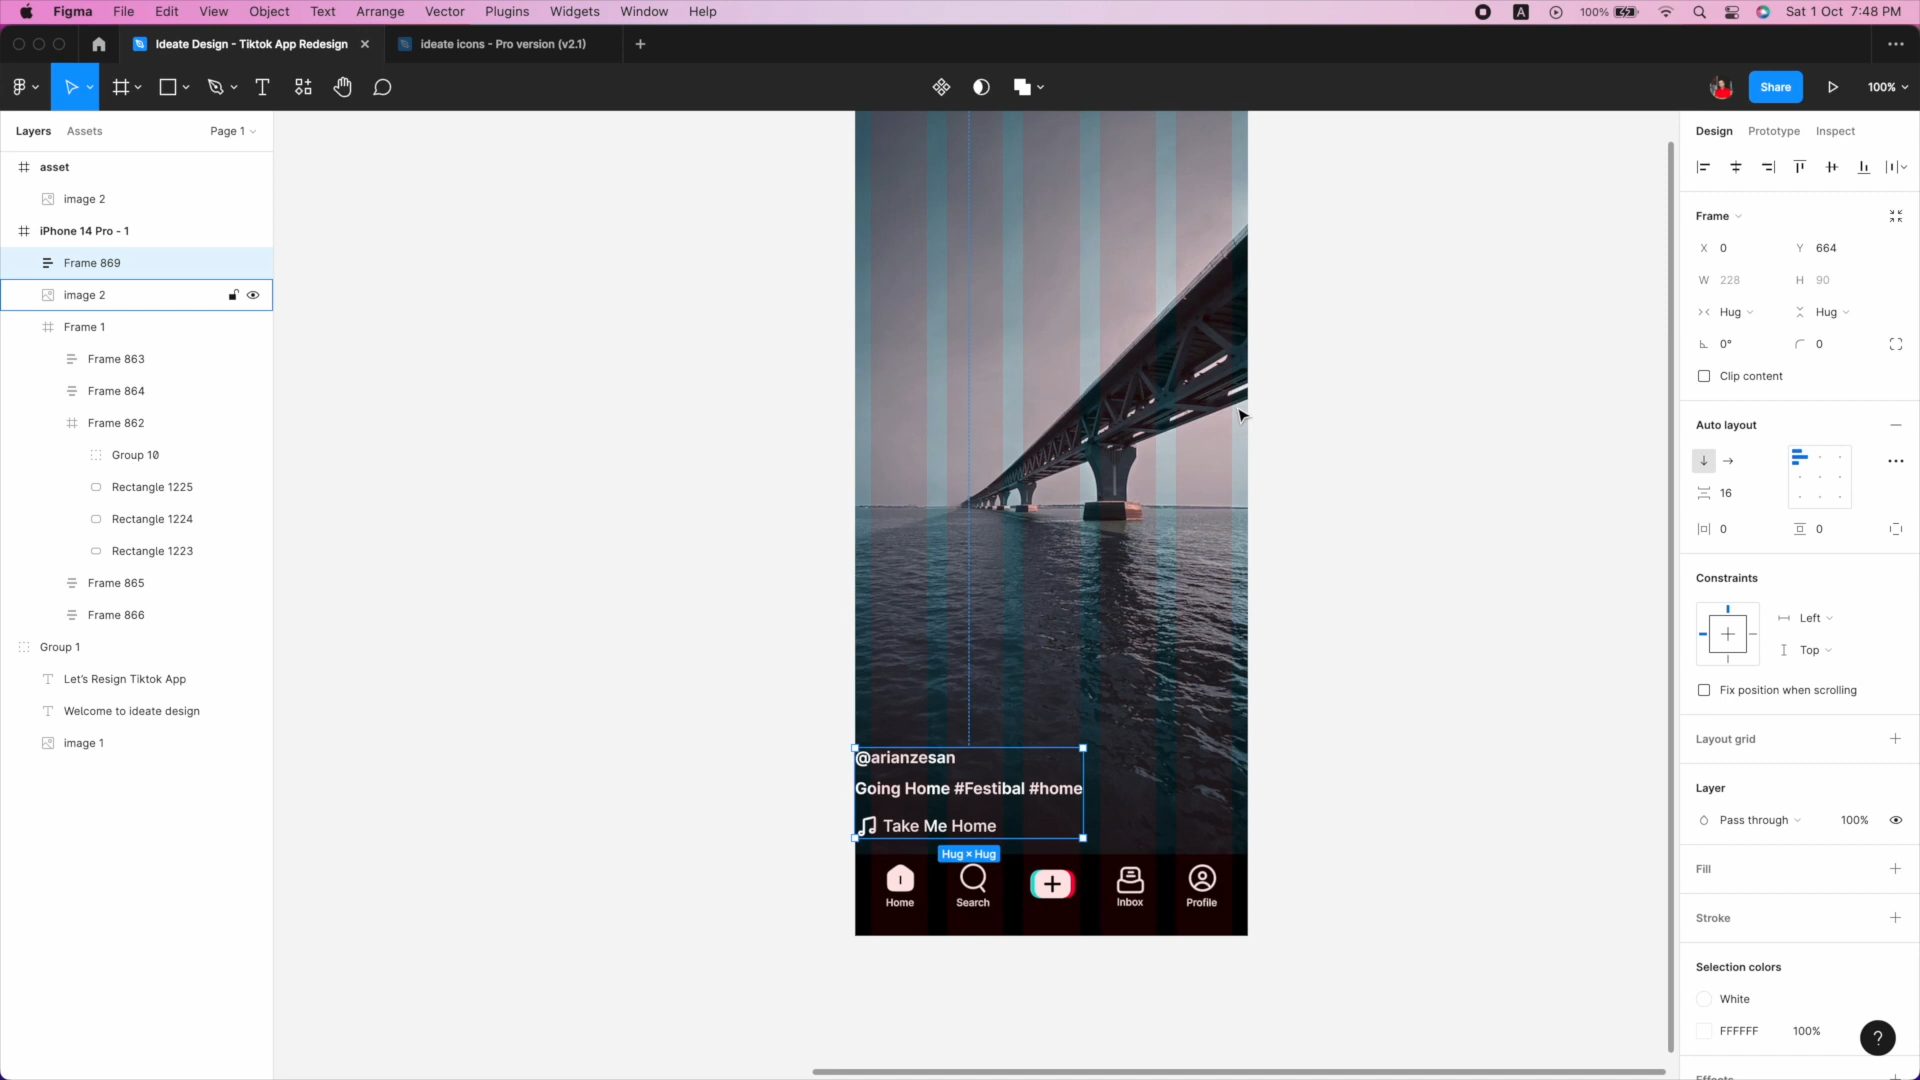 Figma File Edit View Object Text Arrange Vector Plugins Widgets Window Help
A 100% Sat 1 Oct 7:48 PM
Ideate Design - Tiktok App Redesign
ideate icons - Pro version (v2.1)
Share
100%
Layers Assets Page 1
asset
image 2
iPhone 14 Pro - 1
Frame 869
image 2
Frame 1
Frame 863
Frame 864
Frame 862
Group 10
Rectangle 1225
Rectangle 1224
Rectangle 1223
Frame 865
Frame 866
Group 1
Let's Resign Tiktok App
Welcome to ideate design
image 1
@arianzesan
Going Home #Festibal #home
Take Me Home
Hug × Hug
Home Search Inbox Profile
Design Prototype Inspect
Frame
X 0 Y 664
W 228 H 90
Hug Hug
0° 0
Clip content
Auto layout
16
0 0
Constraints
Left
Top
Fix position when scrolling
Layout grid
Layer
Pass through 100%
Fill
Stroke
Selection colors
White
FFFFFF 100%
?
Effects